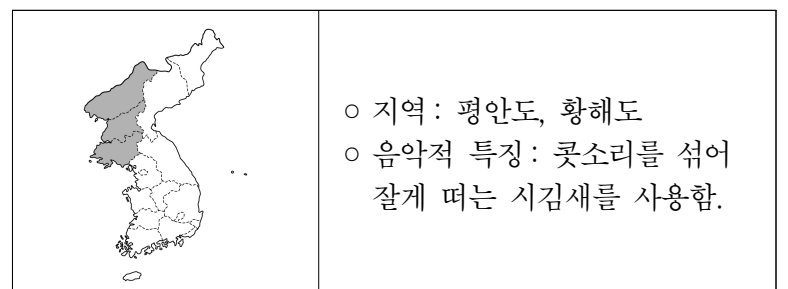 ○ 지역 : 평안도, 황해도
○ 음악적 특징 : 콧소리를 섞어
잘게 떠는 시김새를 사용함.